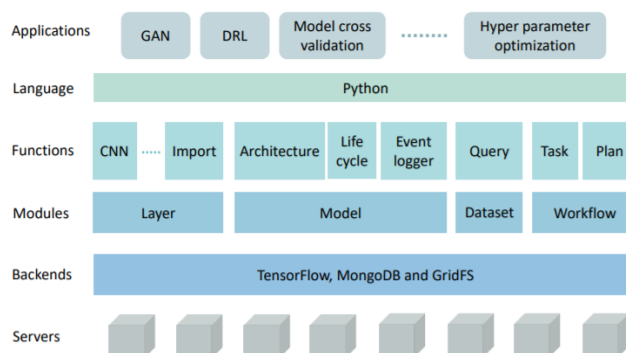 Applications
GAN
DRL
Model cross
validation
Hyper parameter
optimization
Language
Python
Functions
CNN
Import
Architecture
Life
cycle
Event
logger
Query
Task
Plan
Modules
Layer
Model
Dataset
Workflow
Backends
TensorFlow, MongoDB and GridFS
Servers